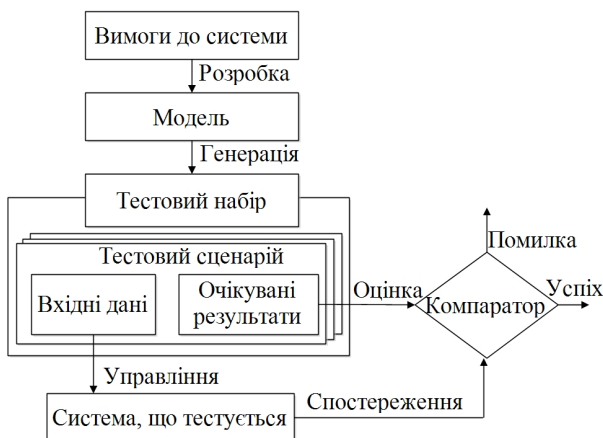 Вимоги до системи
Розробка
Модель
Генерація
Тестовий набір
Тестовий сценарій
Вхідні дані
Очікувані
результати
Оцінка
Помилка
Компаратор
Успіх
Управління
Система, що тестується
Спостереження